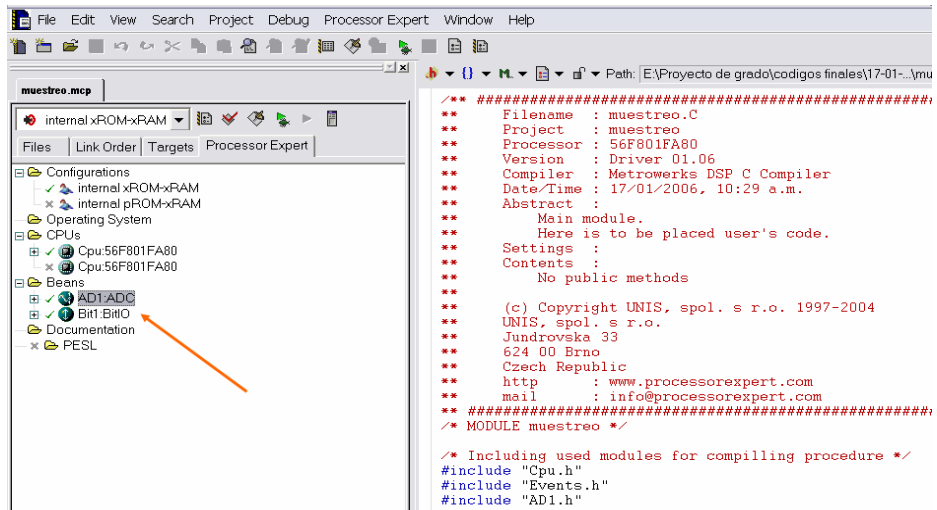 File Edit View Search Project Debug Processor Expert Window Help
Path: E:\Proyecto de grado\codigos finales\17-01-...\mu
muestreo.mcp
internal xROM-xRAM
Files Link Order Targets Processor Expert
Configurations
internal xROM-xRAM
internal pROM-xRAM
Operating System
CPUs
Cpu:56F801FA80
Cpu:56F801FA80
Beans
AD1:ADC
Bit1:BitIO
Documentation
PESL
/** ######################################################
** Filename : muestreo.C
** Project : muestreo
** Processor : 56F801FA80
** Version : Driver 01.06
** Compiler : Metrowerks DSP C Compiler
** Date/Time : 17/01/2006, 10:29 a.m.
** Abstract :
** Main module.
** Here is to be placed user's code.
** Settings :
** Contents :
** No public methods
**
** (c) Copyright UNIS, spol. s r.o. 1997-2004
** UNIS, spol. s r.o.
** Jundrovska 33
** 624 00 Brno
** Czech Republic
** http : www.processorexpert.com
** mail : info@processorexpert.com
** ######################################################
/* MODULE muestreo */
/* Including used modules for compilling procedure */
#include "Cpu.h"
#include "Events.h"
#include "AD1.h"